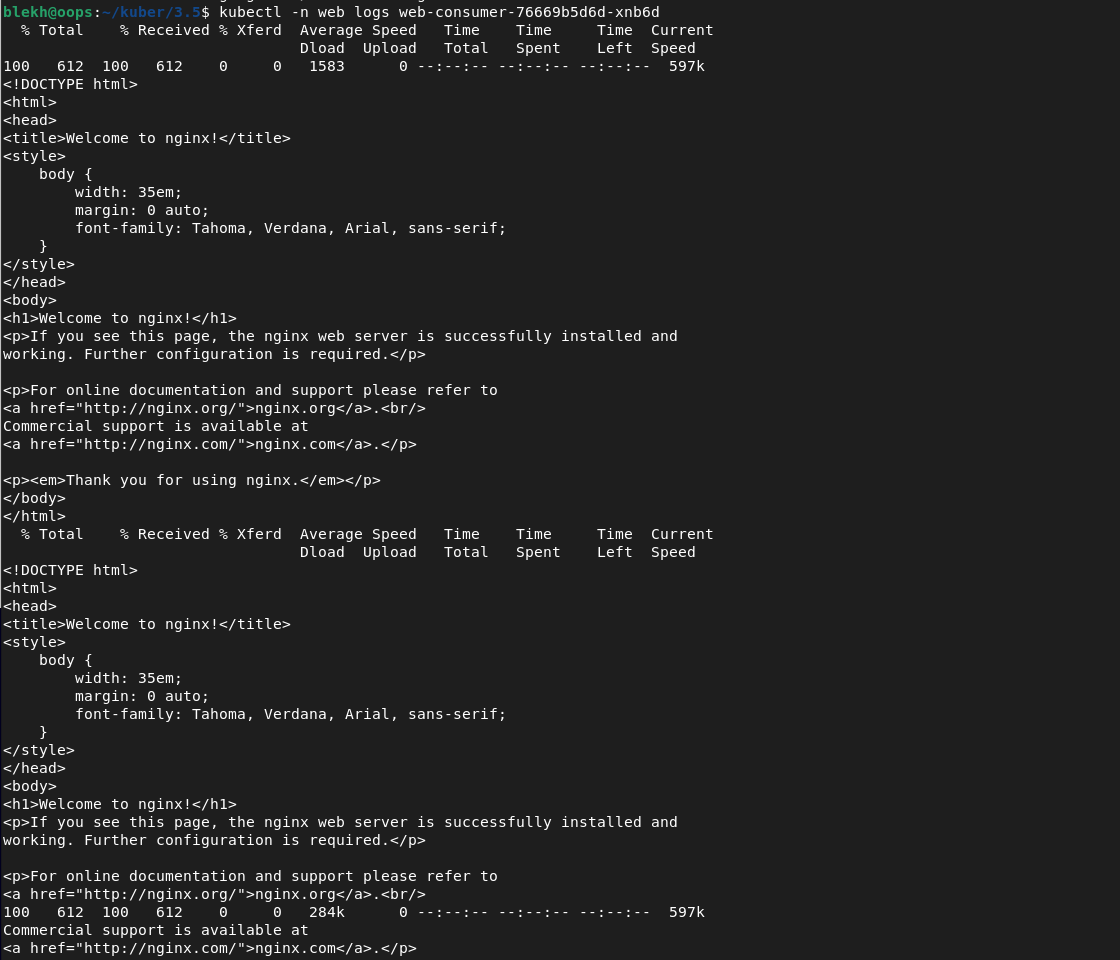 blekh@oops:~/kuber/3.5$ kubectl -n web logs web-consumer-76669b5d6d-xnb6d
  % Total    % Received % Xferd  Average Speed   Time    Time     Time  Current
                                 Dload  Upload   Total   Spent    Left  Speed
100   612  100   612    0     0   1583      0 --:--:-- --:--:-- --:--:--  597k
<!DOCTYPE html>
<html>
<head>
<title>Welcome to nginx!</title>
<style>
    body {
        width: 35em;
        margin: 0 auto;
        font-family: Tahoma, Verdana, Arial, sans-serif;
    }
</style>
</head>
<body>
<h1>Welcome to nginx!</h1>
<p>If you see this page, the nginx web server is successfully installed and
working. Further configuration is required.</p>

<p>For online documentation and support please refer to
<a href="http://nginx.org/">nginx.org</a>.<br/>
Commercial support is available at
<a href="http://nginx.com/">nginx.com</a>.</p>

<p><em>Thank you for using nginx.</em></p>
</body>
</html>
  % Total    % Received % Xferd  Average Speed   Time    Time     Time  Current
                                 Dload  Upload   Total   Spent    Left  Speed
<!DOCTYPE html>
<html>
<head>
<title>Welcome to nginx!</title>
<style>
    body {
        width: 35em;
        margin: 0 auto;
        font-family: Tahoma, Verdana, Arial, sans-serif;
    }
</style>
</head>
<body>
<h1>Welcome to nginx!</h1>
<p>If you see this page, the nginx web server is successfully installed and
working. Further configuration is required.</p>

<p>For online documentation and support please refer to
<a href="http://nginx.org/">nginx.org</a>.<br/>
100   612  100   612    0     0   284k      0 --:--:-- --:--:-- --:--:--  597k
Commercial support is available at
<a href="http://nginx.com/">nginx.com</a>.</p>